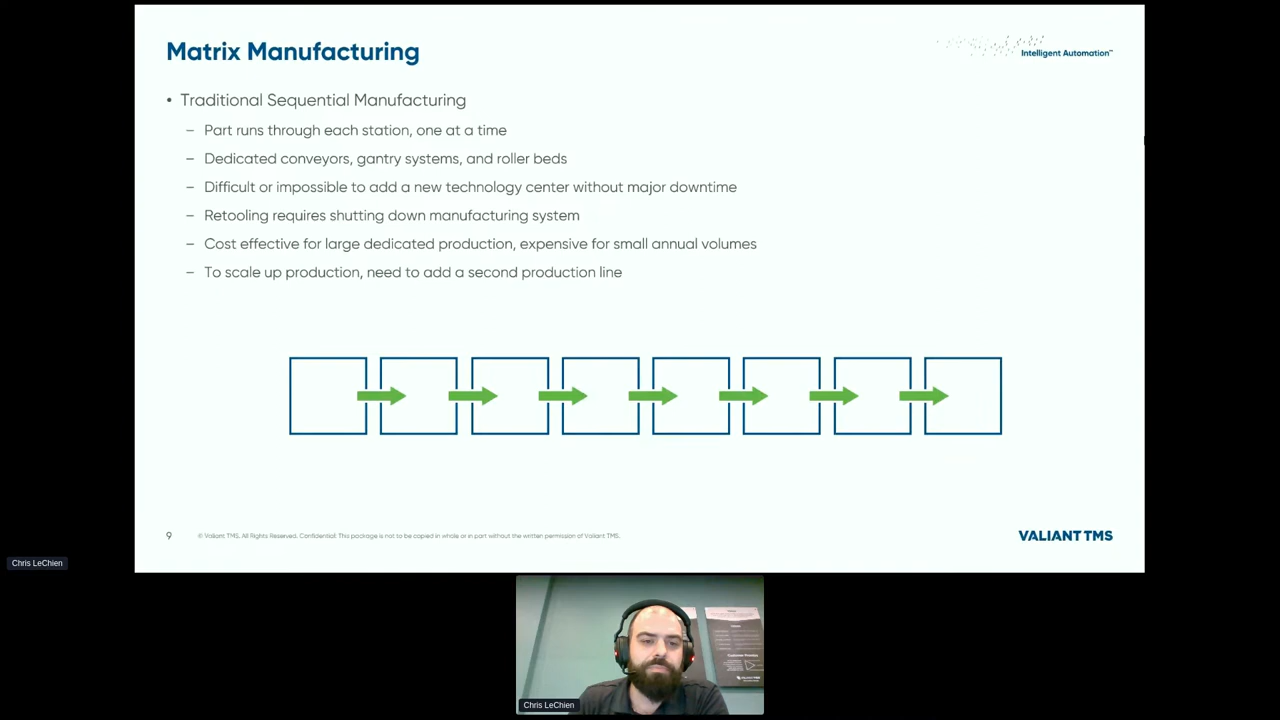 Matrix Manufacturing
Intelligent Automation™
• Traditional Sequential Manufacturing
– Part runs through each station, one at a time
– Dedicated conveyors, gantry systems, and roller beds
– Difficult or impossible to add a new technology center without major downtime
– Retooling requires shutting down manufacturing system
– Cost effective for large dedicated production, expensive for small annual volumes
– To scale up production, need to add a second production line
9
© Valiant TMS. All Rights Reserved. Confidential: This package is not to be copied in whole or in part without the written permission of Valiant TMS.
VALIANT TMS
Chris LeChien
Customer Promise
VALIANT TMS
Chris LeChien